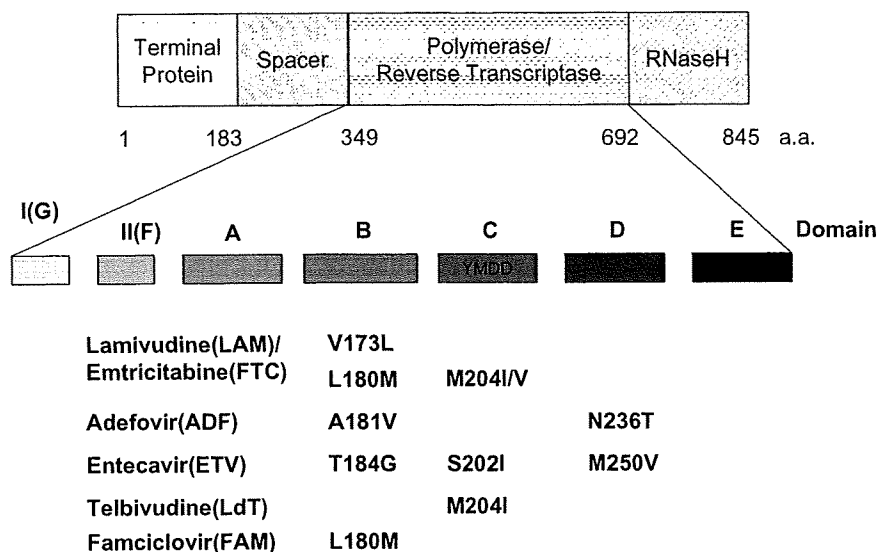 Terminal Protein Spacer Polymerase/ Reverse Transcriptase RNaseH
1 183 349 692 845 a.a.
I(G) II(F) A B C D E Domain
YMDD
Lamivudine(LAM)/ V173L
Emtricitabine(FTC) L180M M204I/V
Adefovir(ADF) A181V N236T
Entecavir(ETV) T184G S202I M250V
Telbivudine(LdT) M204I
Famciclovir(FAM) L180M